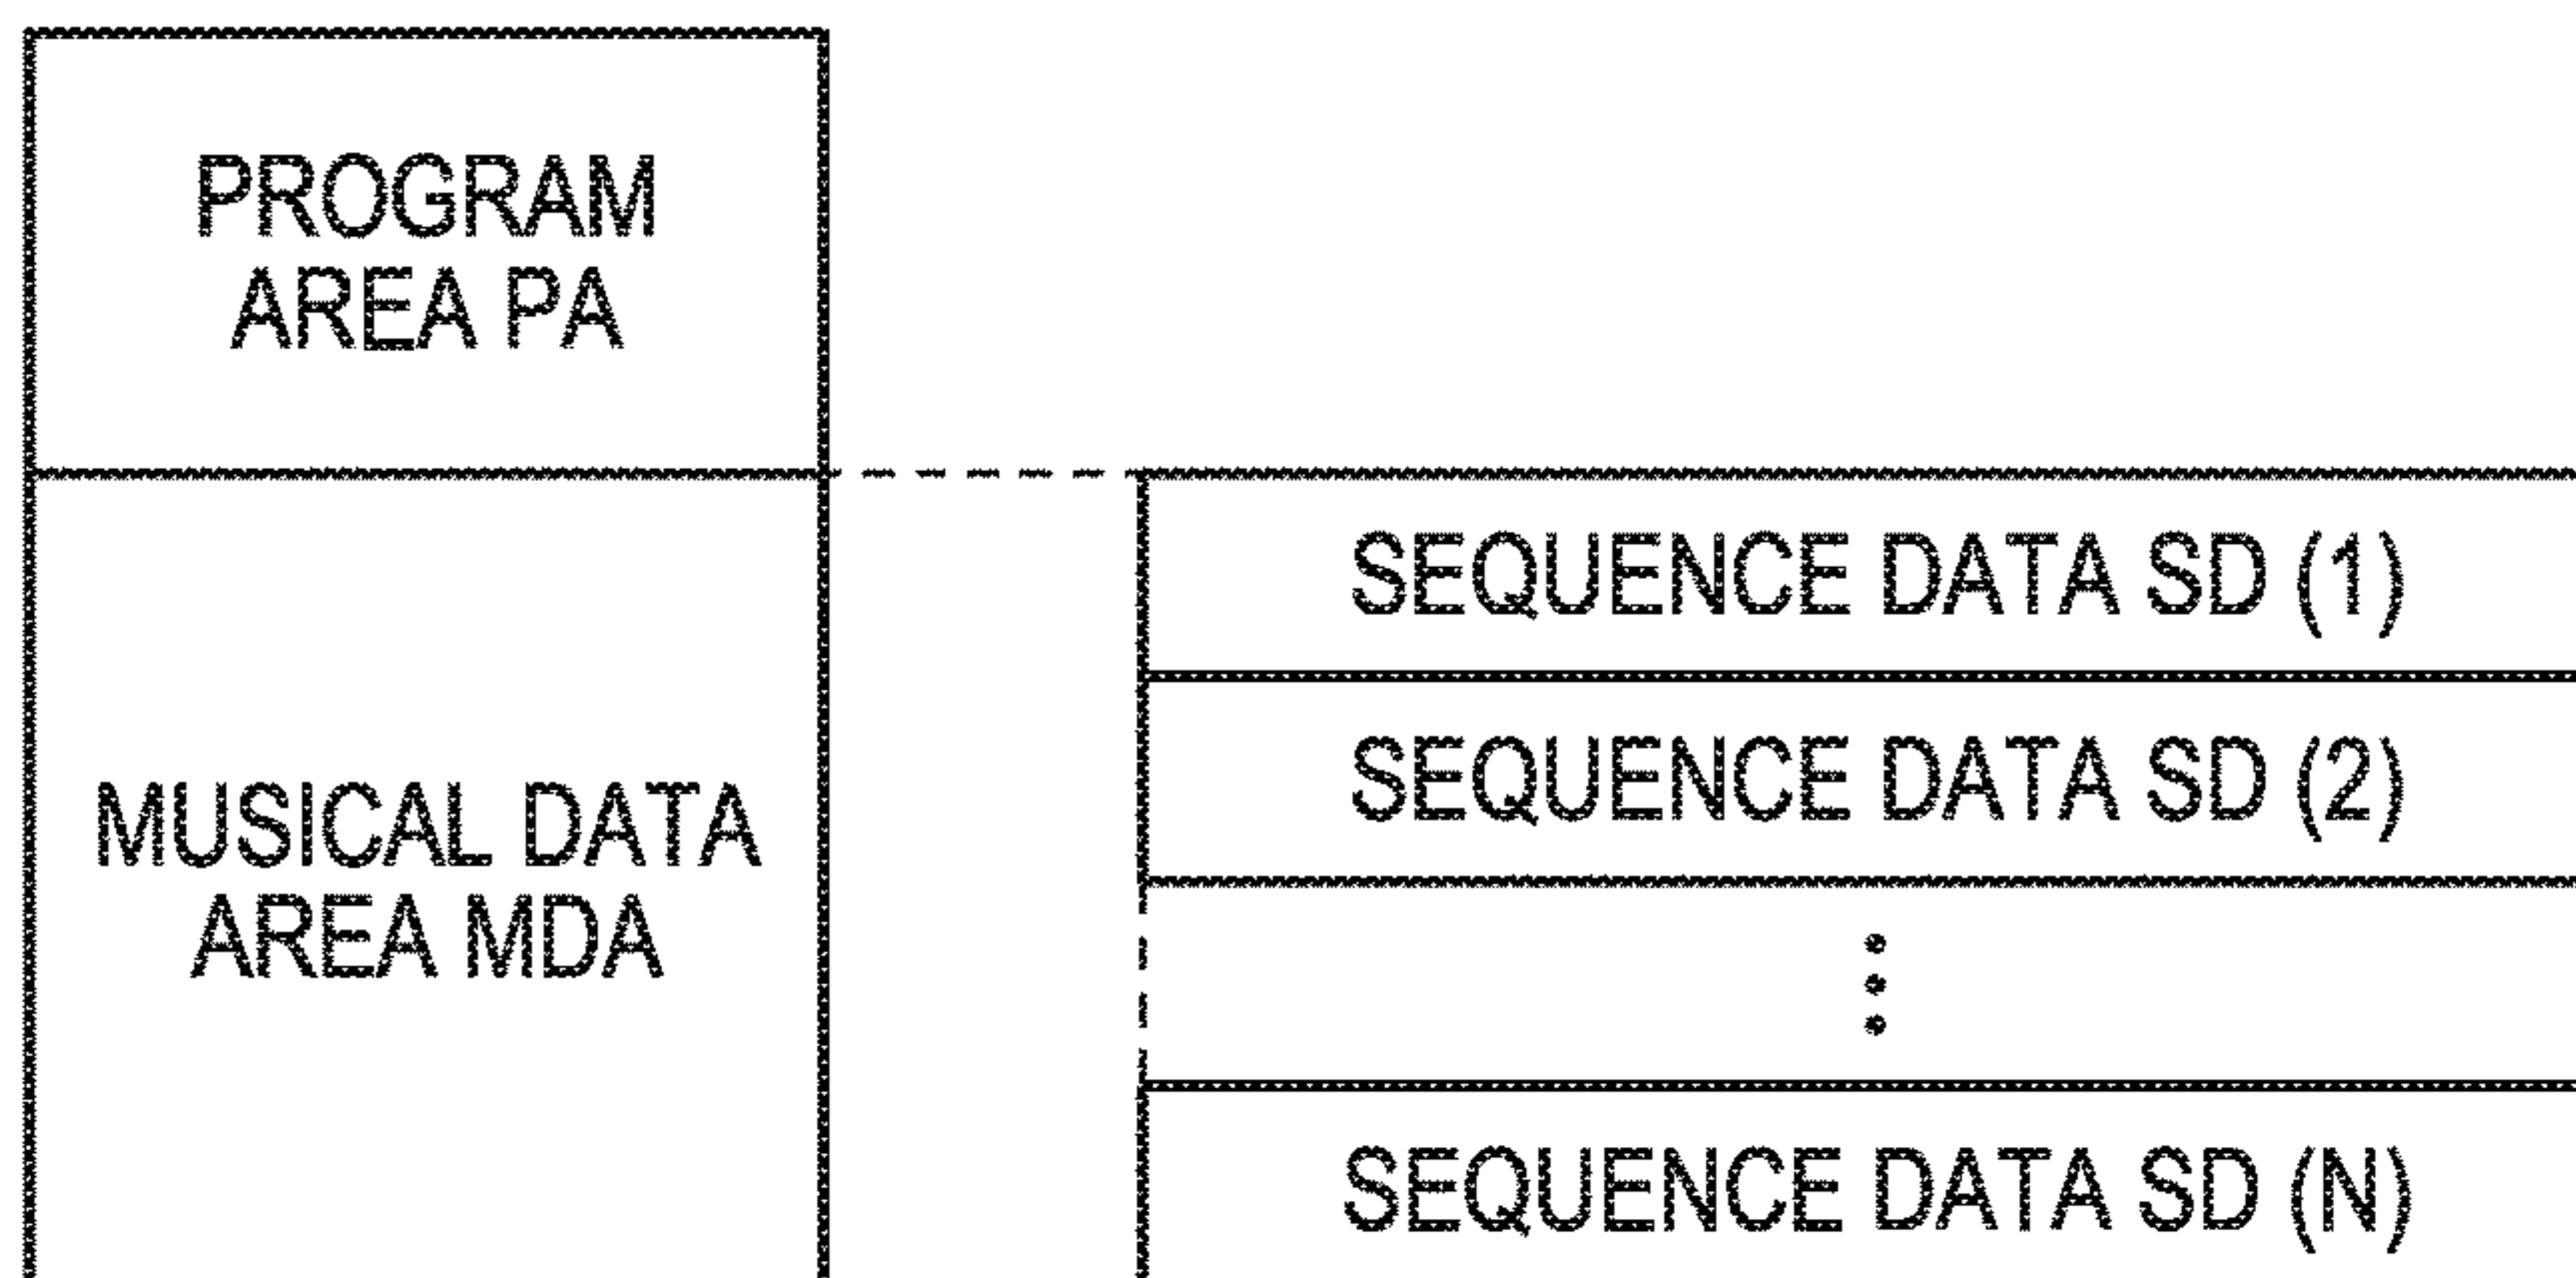 PROGRAM
AREA PA
MUSICAL DATA
AREA MDA
SEQUENCE DATA SD (1)
SEQUENCE DATA SD (2)
SEQUENCE DATA SD (N)